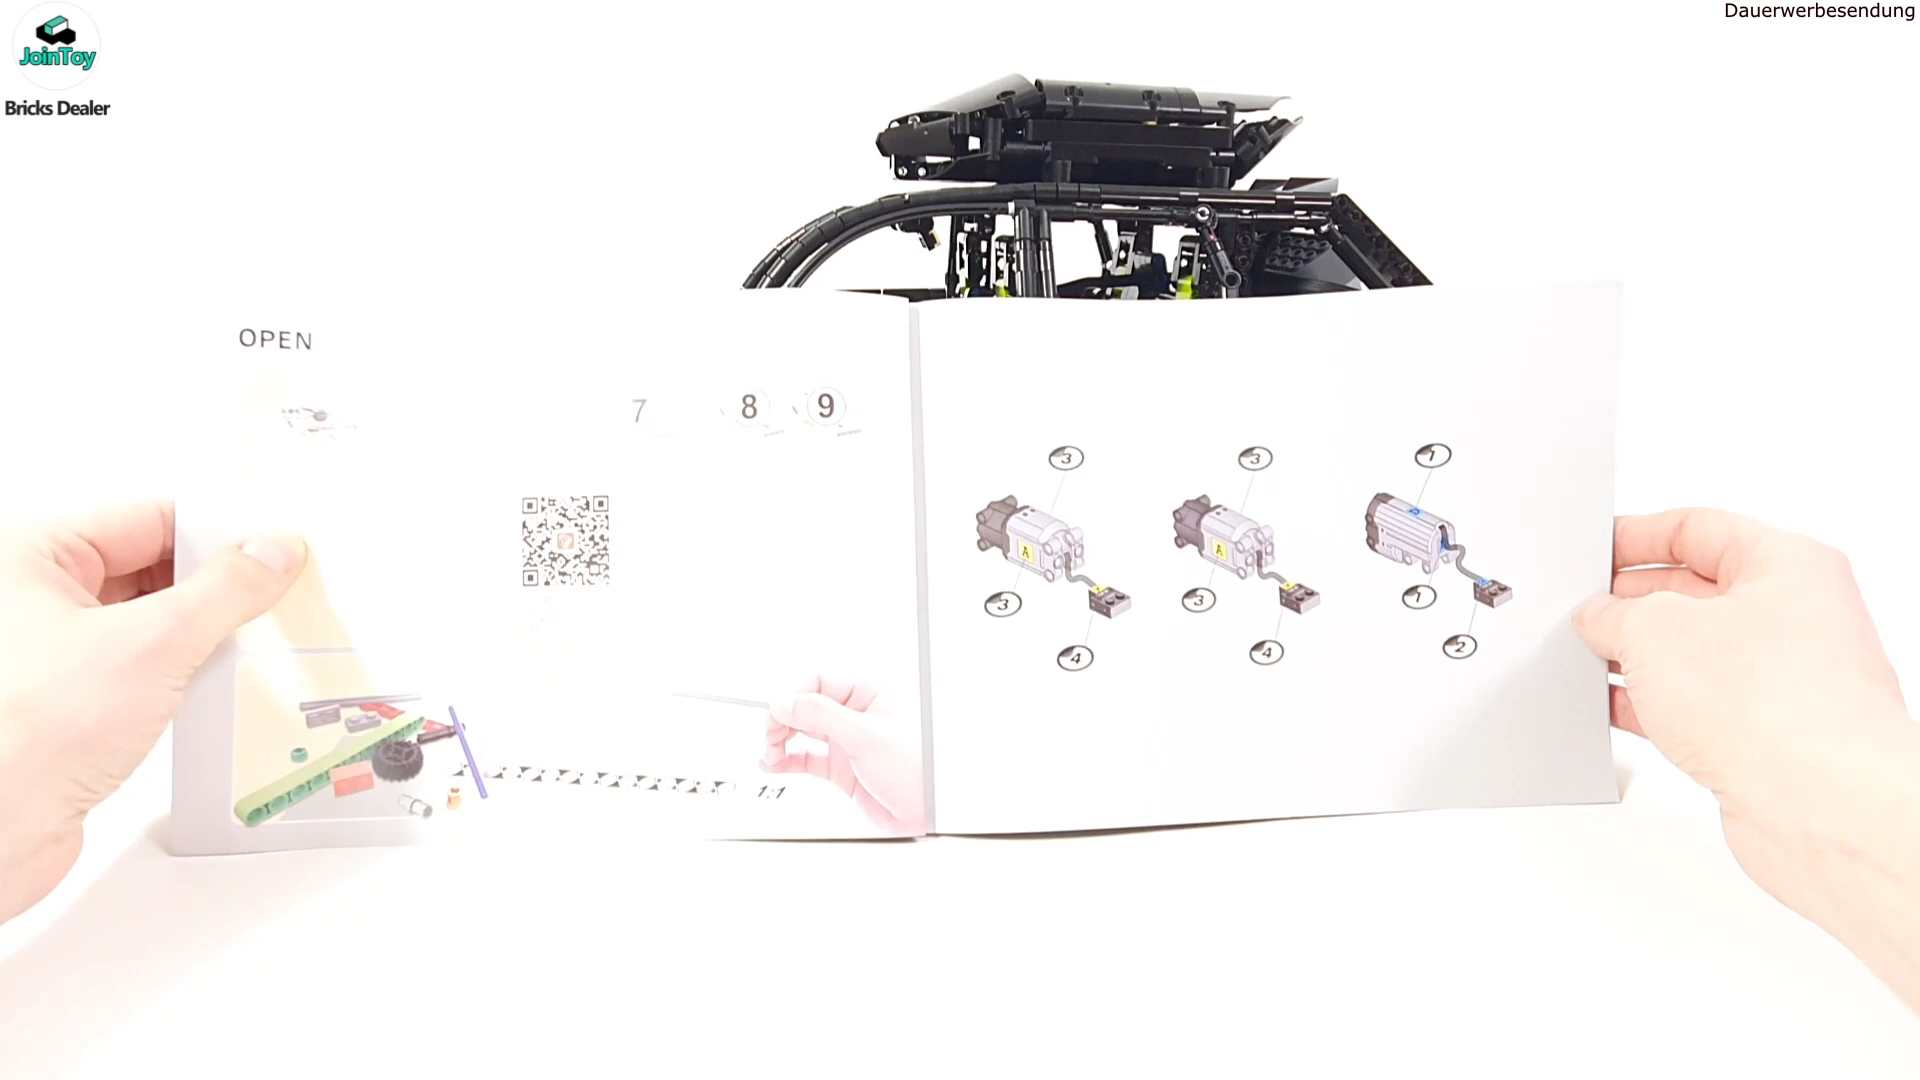 Dauerwerbesendung
JoinToy
Bricks Dealer
OPEN
7 8 9
3 3 1
A A D
3 3 1
4 4 2
1:1